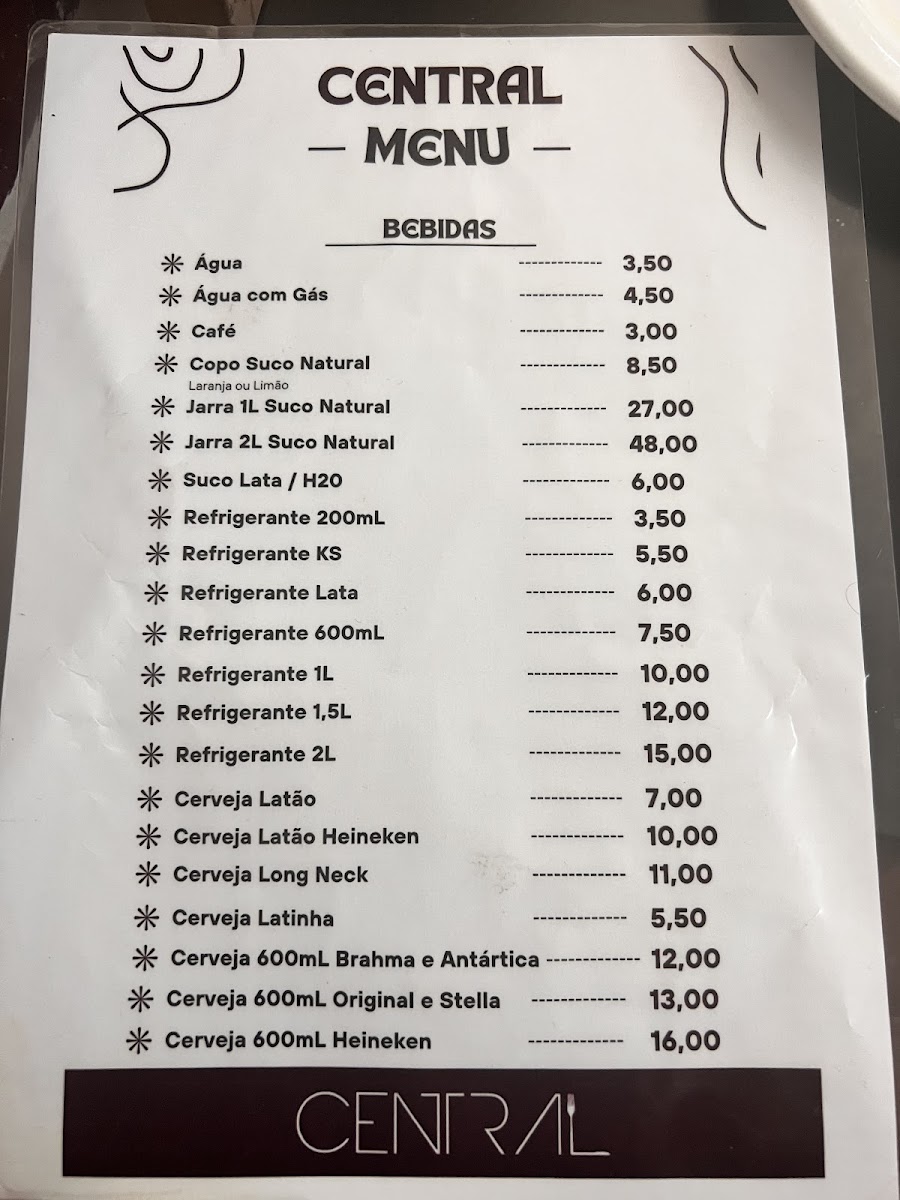 CENTRAL
— MENU —
BEBIDAS
Água ------------- 3,50
Água com Gás ------------- 4,50
Café ------------- 3,00
Copo Suco Natural ------------- 8,50
Laranja ou Limão
Jarra 1L Suco Natural ------------- 27,00
Jarra 2L Suco Natural ------------- 48,00
Suco Lata / H20 ------------- 6,00
Refrigerante 200mL ------------- 3,50
Refrigerante KS ------------- 5,50
Refrigerante Lata ------------- 6,00
Refrigerante 600mL ------------- 7,50
Refrigerante 1L ------------- 10,00
Refrigerante 1,5L ------------- 12,00
Refrigerante 2L ------------- 15,00
Cerveja Latão ------------- 7,00
Cerveja Latão Heineken ------------- 10,00
Cerveja Long Neck ------------- 11,00
Cerveja Latinha ------------- 5,50
Cerveja 600mL Brahma e Antártica ------------- 12,00
Cerveja 600mL Original e Stella ------------- 13,00
Cerveja 600mL Heineken ------------- 16,00
CENTRAL